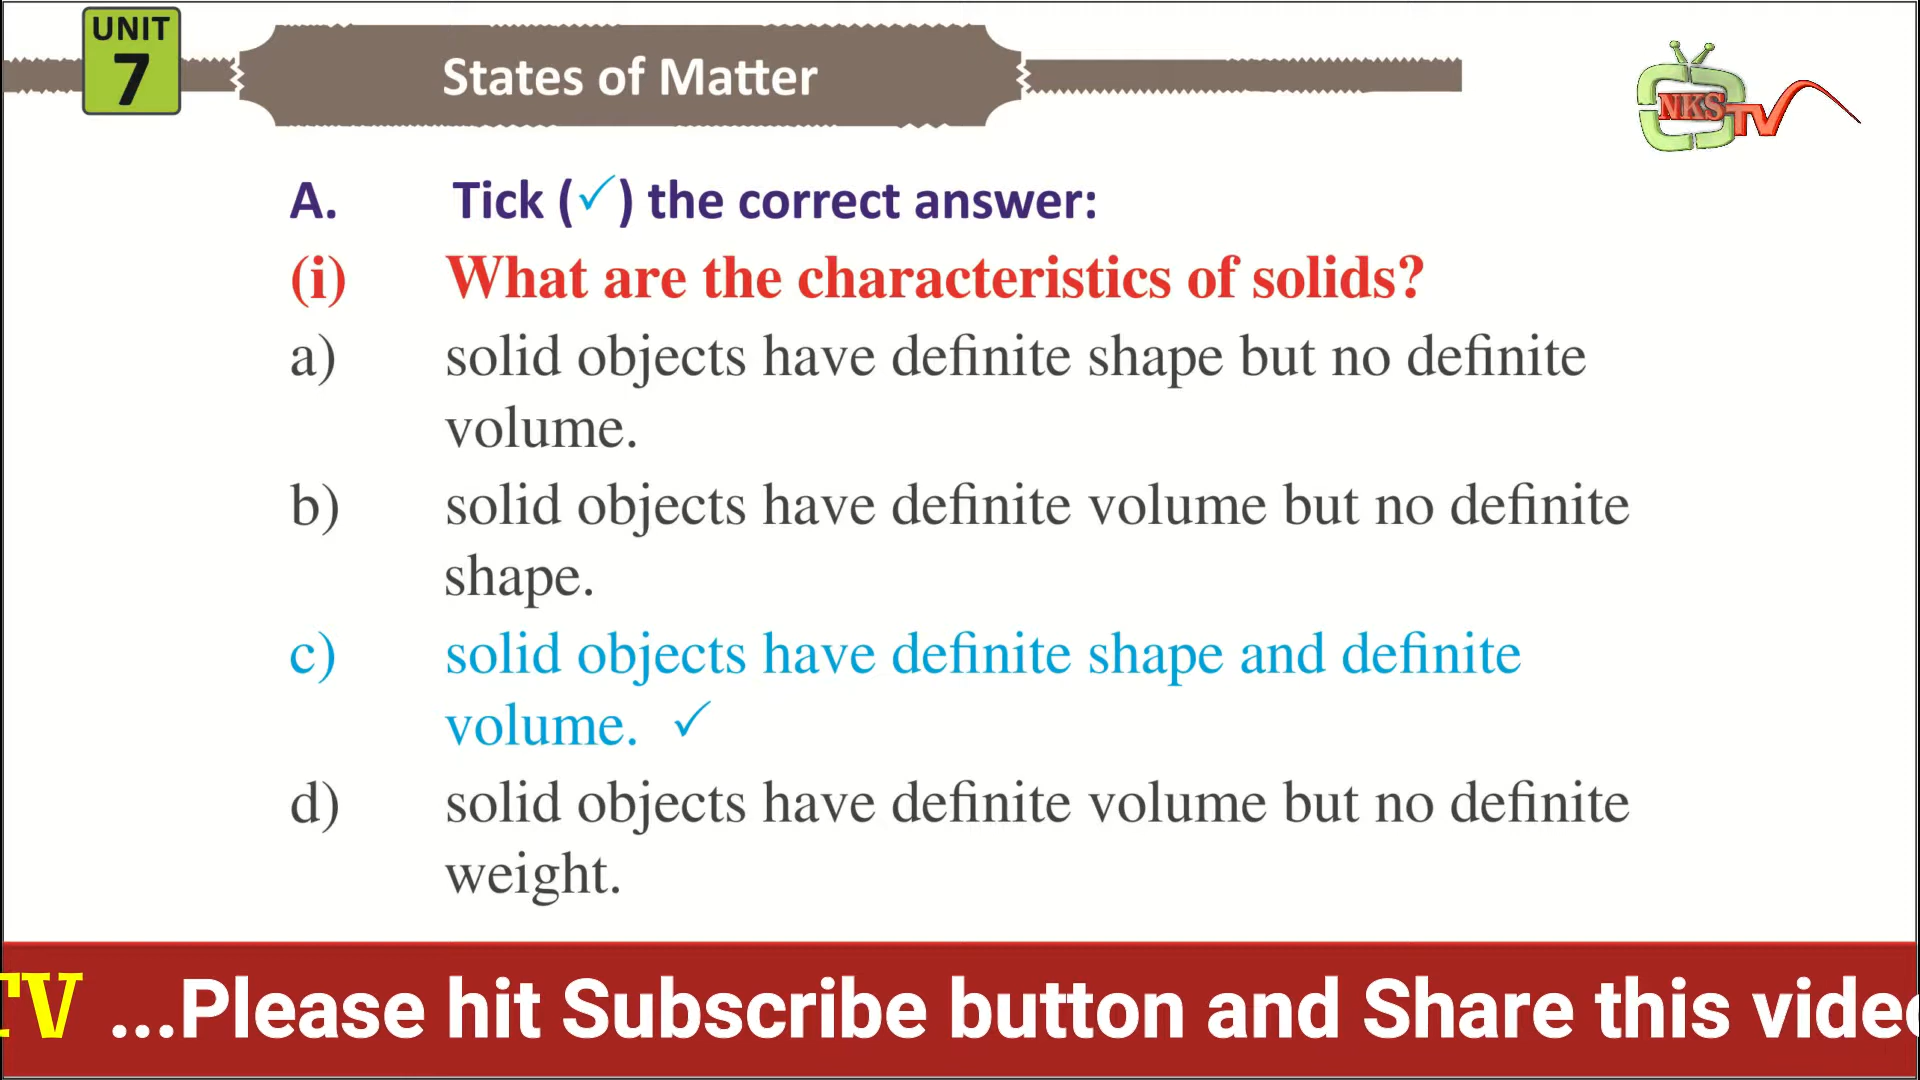 UNIT
7
States of Matter
NKS TV
A. Tick (✓) the correct answer:
(i) What are the characteristics of solids?
a) solid objects have definite shape but no definite
volume.
b) solid objects have definite volume but no definite
shape.
c) solid objects have definite shape and definite
volume. ✓
d) solid objects have definite volume but no definite
weight.
TV ...Please hit Subscribe button and Share this video